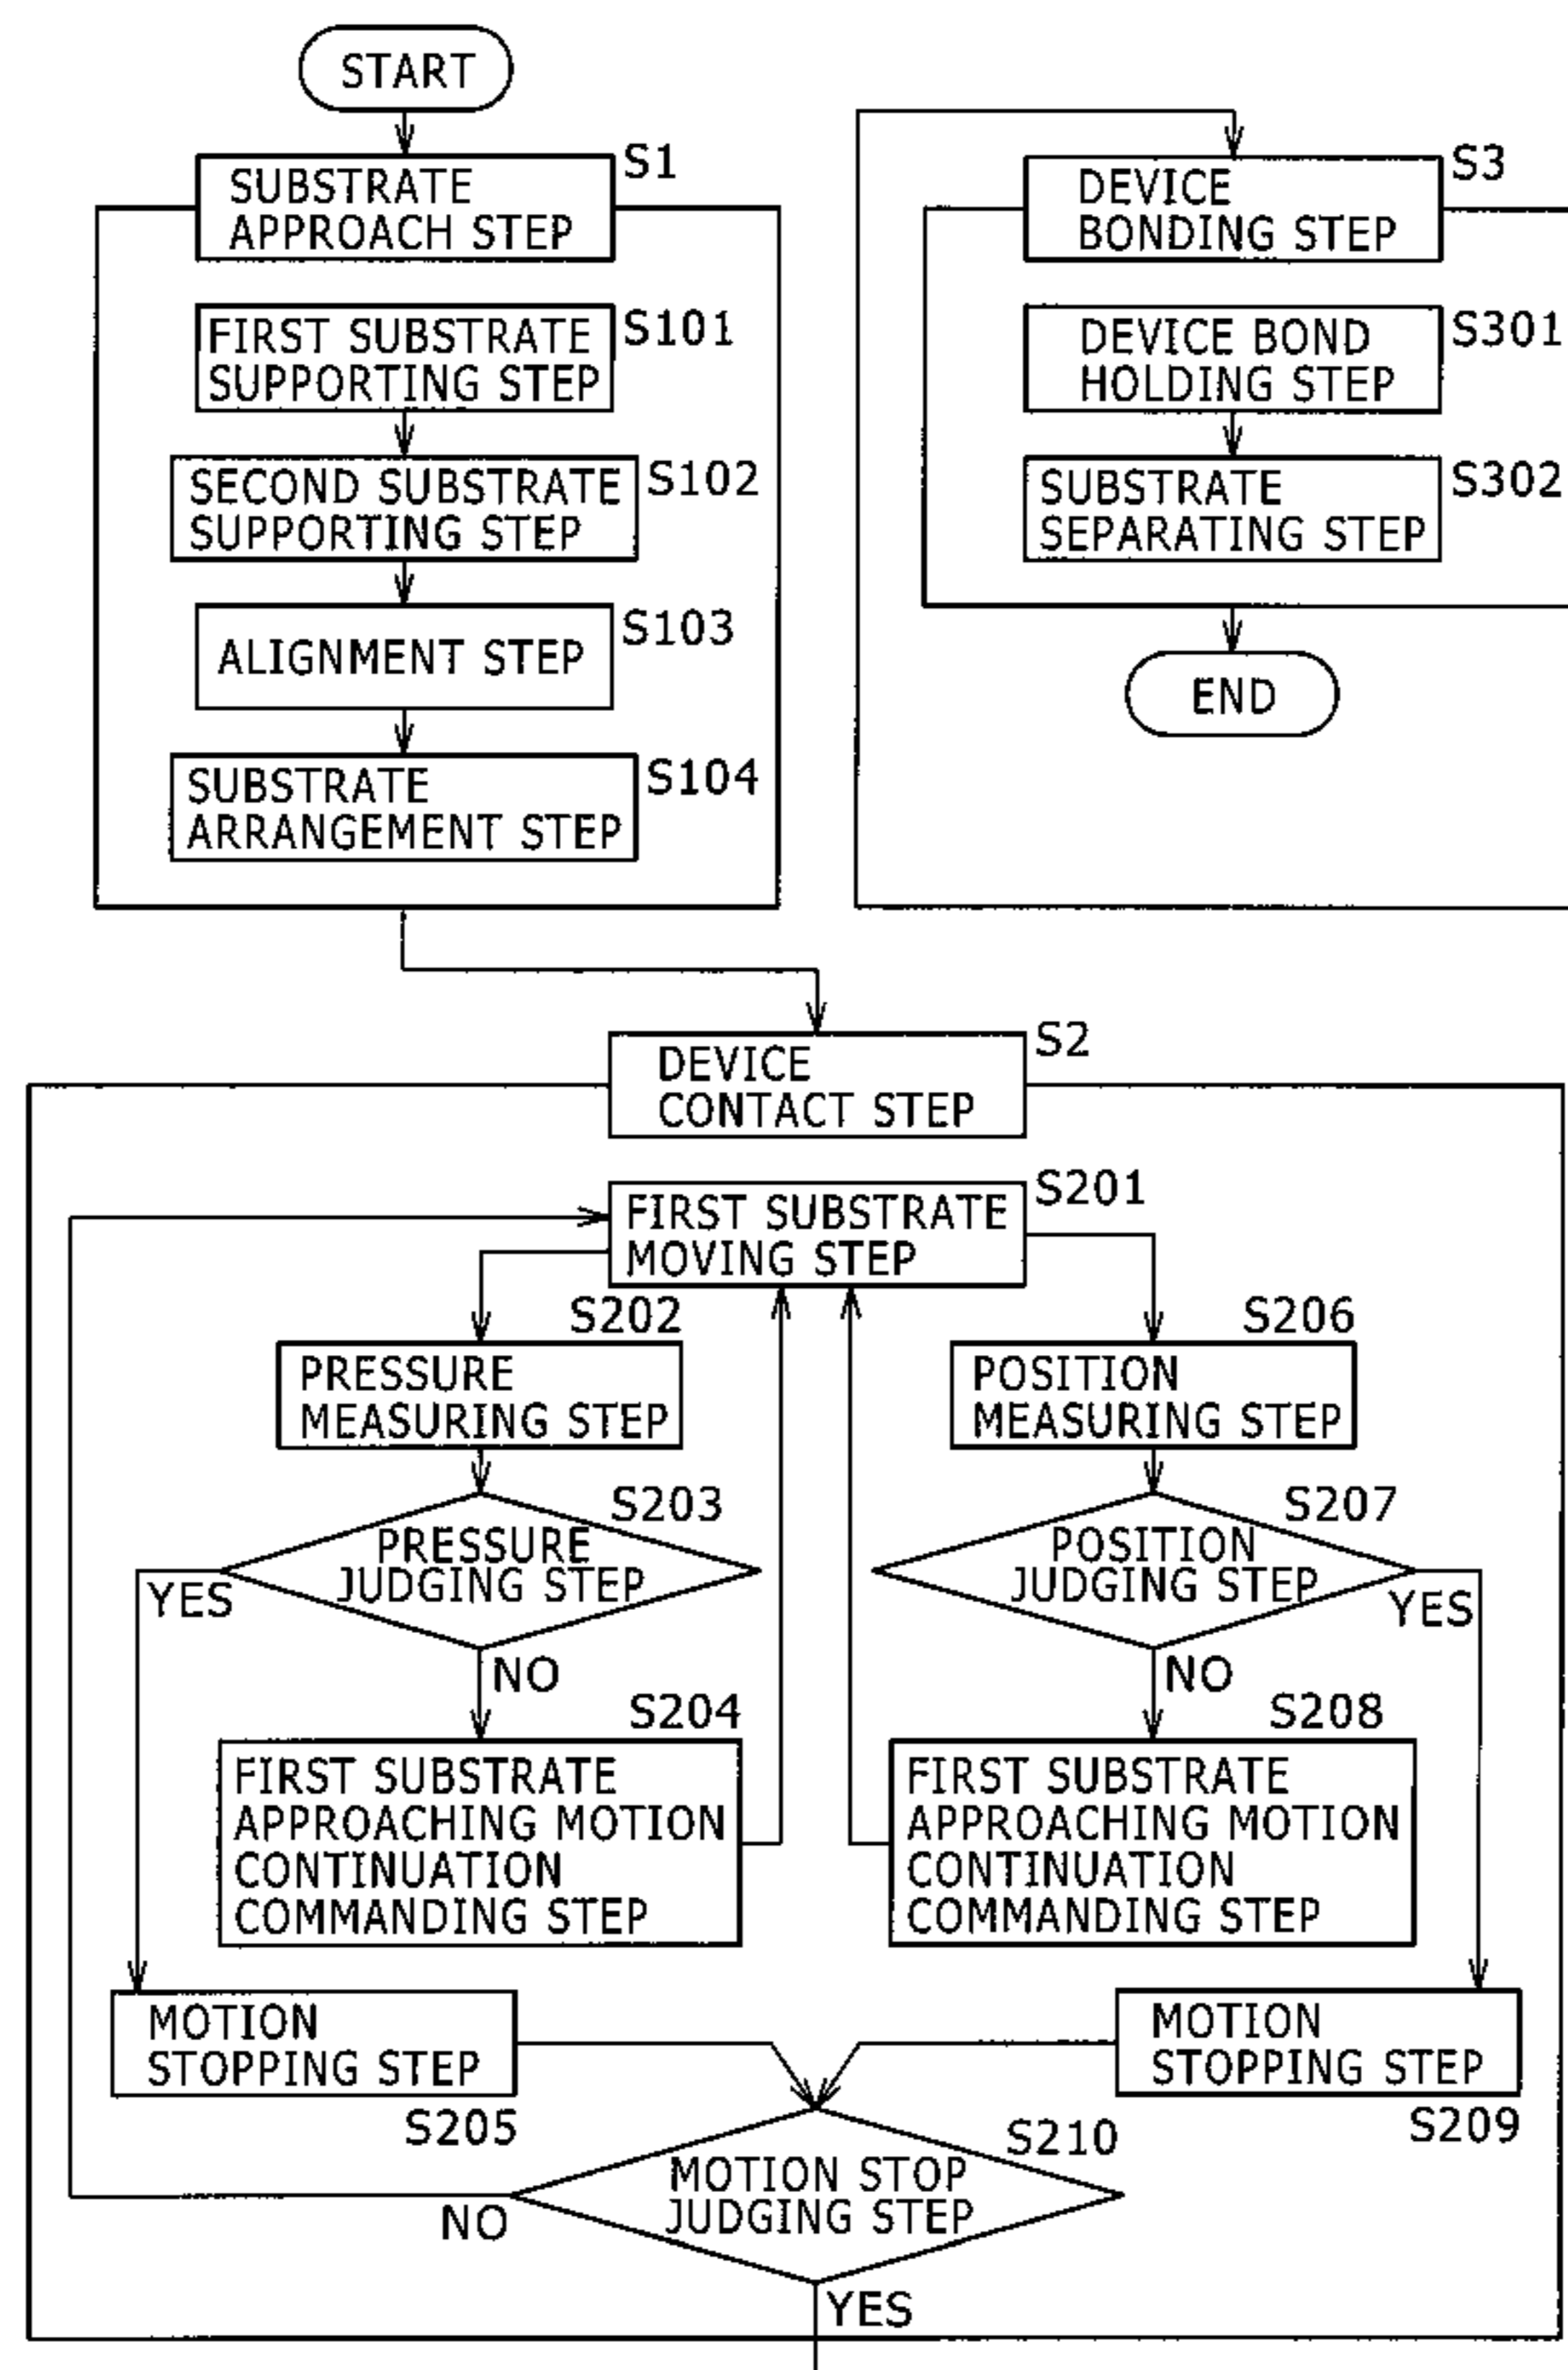 START
S1
SUBSTRATE
APPROACH STEP
S101
FIRST SUBSTRATE
SUPPORTING STEP
S102
SECOND SUBSTRATE
SUPPORTING STEP
S103
ALIGNMENT STEP
S104
SUBSTRATE
ARRANGEMENT STEP
S3
DEVICE
BONDING STEP
S301
DEVICE BOND
HOLDING STEP
S302
SUBSTRATE
SEPARATING STEP
END
S2
DEVICE
CONTACT STEP
S201
FIRST SUBSTRATE
MOVING STEP
S202
PRESSURE
MEASURING STEP
S203
PRESSURE
JUDGING STEP
YES
NO
S204
FIRST SUBSTRATE
APPROACHING MOTION
CONTINUATION
COMMANDING STEP
MOTION
STOPPING STEP
S205
S206
POSITION
MEASURING STEP
S207
POSITION
JUDGING STEP
YES
NO
S208
FIRST SUBSTRATE
APPROACHING MOTION
CONTINUATION
COMMANDING STEP
MOTION
STOPPING STEP
S209
S210
MOTION STOP
JUDGING STEP
NO
YES